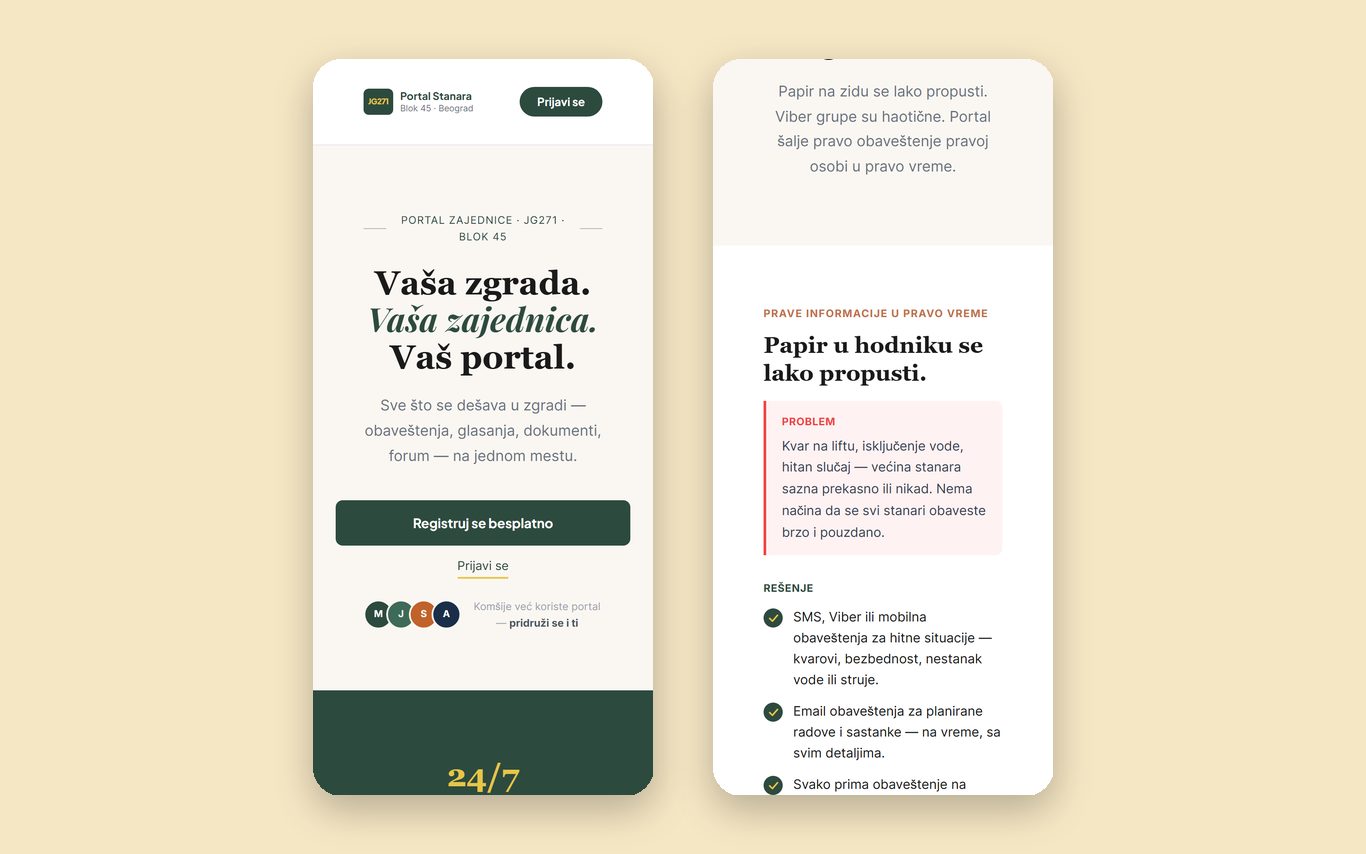 JG271
Portal Stanara
Blok 45 · Beograd
Prijavi se
PORTAL ZAJEDNICE · JG271 ·
BLOK 45
Vaša zgrada.
Vaša zajednica.
Vaš portal.
Sve što se dešava u zgradi —
obaveštenja, glasanja, dokumenti,
forum — na jednom mestu.
Registruj se besplatno
Prijavi se
M J S A
Komšije već koriste portal
— pridruži se i ti
24/7
Papir na zidu se lako propusti.
Viber grupe su haotične. Portal
šalje pravo obaveštenje pravoj
osobi u pravo vreme.
PRAVE INFORMACIJE U PRAVO VREME
Papir u hodniku se
lako propusti.
PROBLEM
Kvar na liftu, isključenje vode,
hitan slučaj — većina stanara
sazna prekasno ili nikad. Nema
načina da se svi stanari obaveste
brzo i pouzdano.
REŠENJE
SMS, Viber ili mobilna
obaveštenja za hitne situacije —
kvarovi, bezbednost, nestanak
vode ili struje.
Email obaveštenja za planirane
radove i sastanke — na vreme, sa
svim detaljima.
Svako prima obaveštenje na